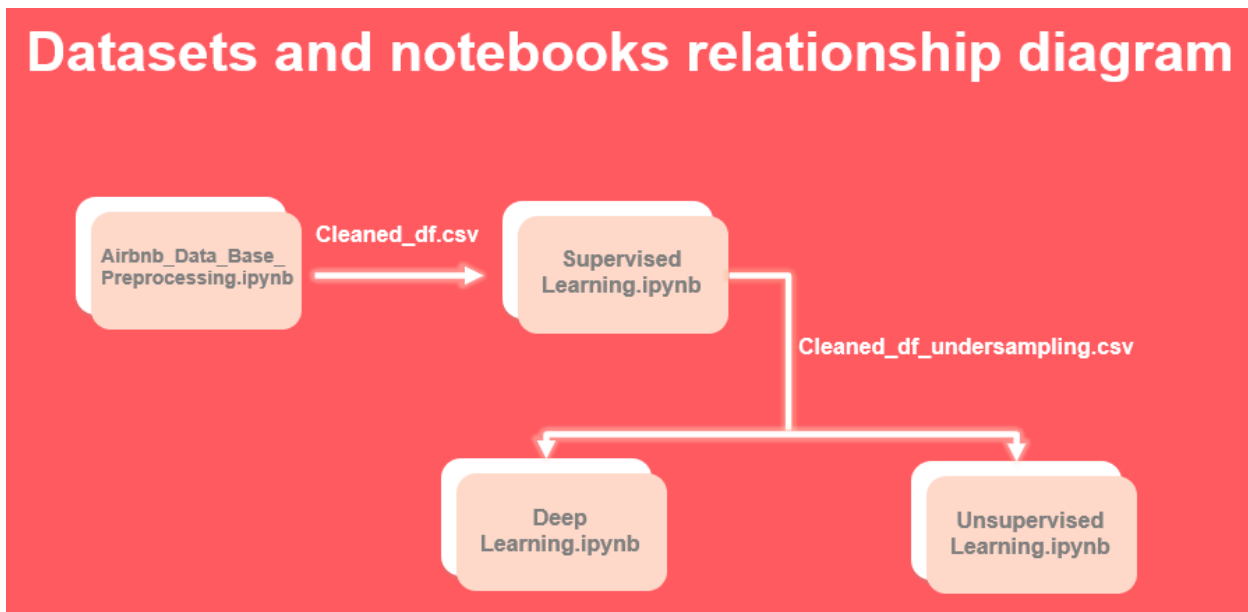 Datasets and notebooks relationship diagram
Airbnb_Data_Base_
Preprocessing.ipynb
Cleaned_df.csv
Supervised
Learning.ipynb
Cleaned_df_undersampling.csv
Deep
Learning.ipynb
Unsupervised
Learning.ipynb